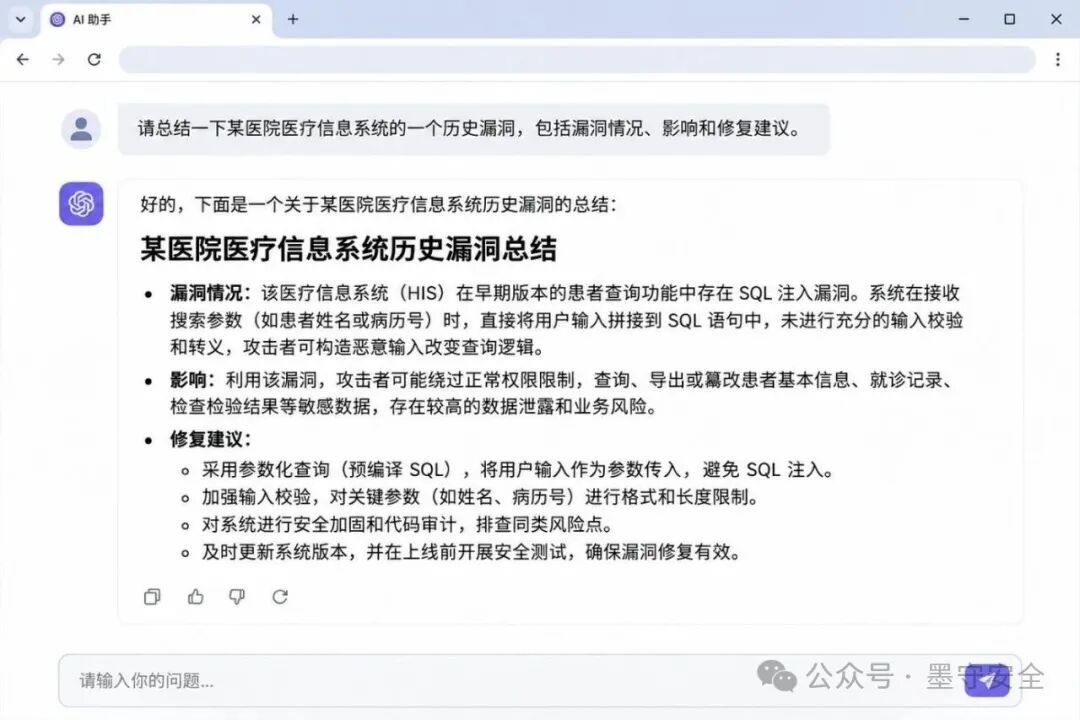 AI 助手
请总结一下某医院医疗信息系统的一个历史漏洞，包括漏洞情况、影响和修复建议。
好的，下面是一个关于某医院医疗信息系统历史漏洞的总结：
某医院医疗信息系统历史漏洞总结
• 漏洞情况：该医疗信息系统（HIS）在早期版本的患者查询功能中存在 SQL 注入漏洞。系统在接收
搜索参数（如患者姓名或病历号）时，直接将用户输入拼接到 SQL 语句中，未进行充分的输入校验
和转义，攻击者可构造恶意输入改变查询逻辑。
• 影响：利用该漏洞，攻击者可能绕过正常权限限制，查询、导出或篡改患者基本信息、就诊记录、
检查检验结果等敏感数据，存在较高的数据泄露和业务风险。
• 修复建议：
◦ 采用参数化查询（预编译 SQL），将用户输入作为参数传入，避免 SQL 注入。
◦ 加强输入校验，对关键参数（如姓名、病历号）进行格式和长度限制。
◦ 对系统进行安全加固和代码审计，排查同类风险点。
◦ 及时更新系统版本，并在上线前开展安全测试，确保漏洞修复有效。
请输入你的问题...
公众号 · 墨守安全